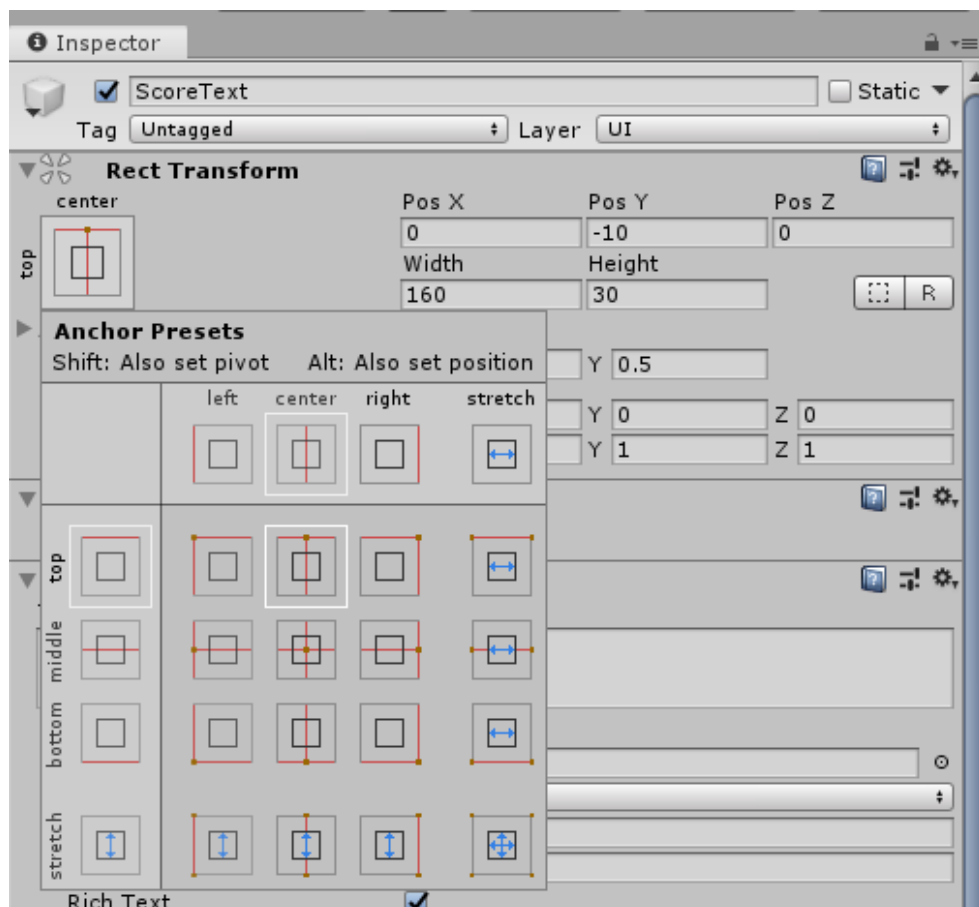 Inspector
ScoreText
Static
Tag Untagged Layer UI
Rect Transform
center Pos X Pos Y Pos Z
top
0 -10 0
Width Height
160 30 R
Anchor Presets
Shift: Also set pivot Alt: Also set position
Y 0.5
left center right stretch
Y 0 Z 0
Y 1 Z 1
top
middle
bottom
stretch
Rich Text